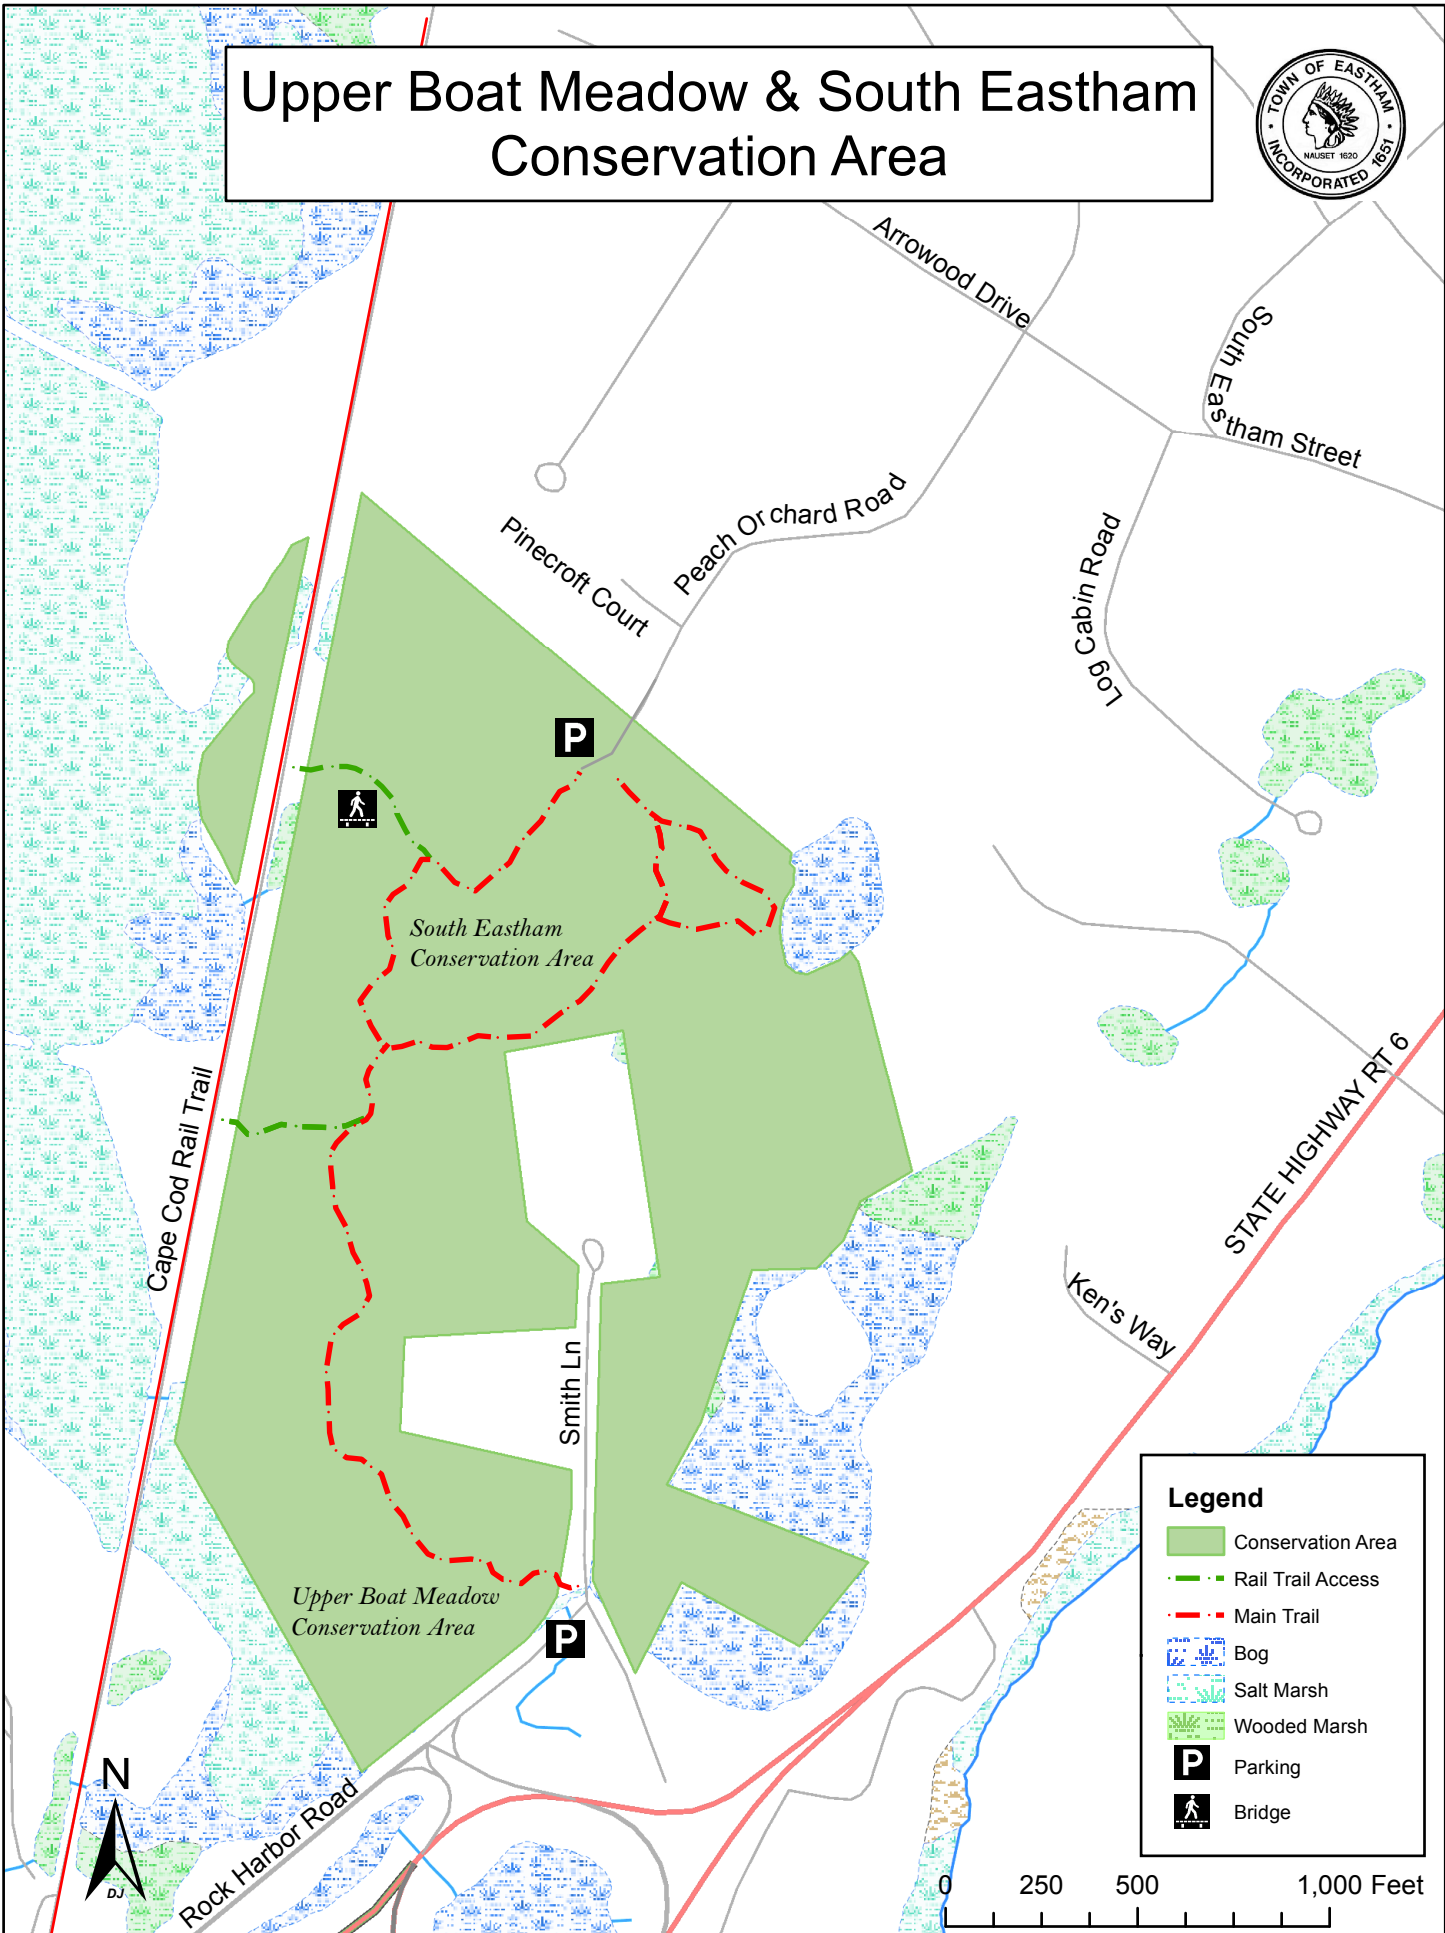 Upper Boat Meadow & South Eastham
Conservation Area
TOWN OF EASTHAM
NAUSET 1620
INCORPORATED 1651
Arrowood Drive
South Eastham Street
Peach Orchard Road
Pinecroft Court
Log Cabin Road
P
South Eastham
Conservation Area
STATE HIGHWAY RT 6
Cape Cod Rail Trail
Ken's Way
Smith Ln
Upper Boat Meadow
Conservation Area
P
Rock Harbor Road
N
DJ
Legend
Conservation Area
Rail Trail Access
Main Trail
Bog
Salt Marsh
Wooded Marsh
P Parking
Bridge
0 250 500 1,000 Feet